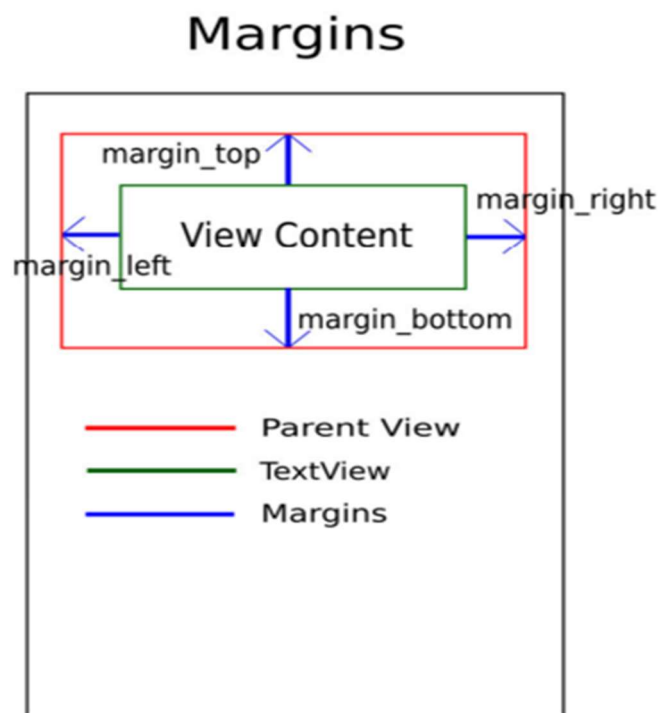 Margins
margin_top
margin_right
View Content
margin_left
margin_bottom
Parent View
TextView
Margins